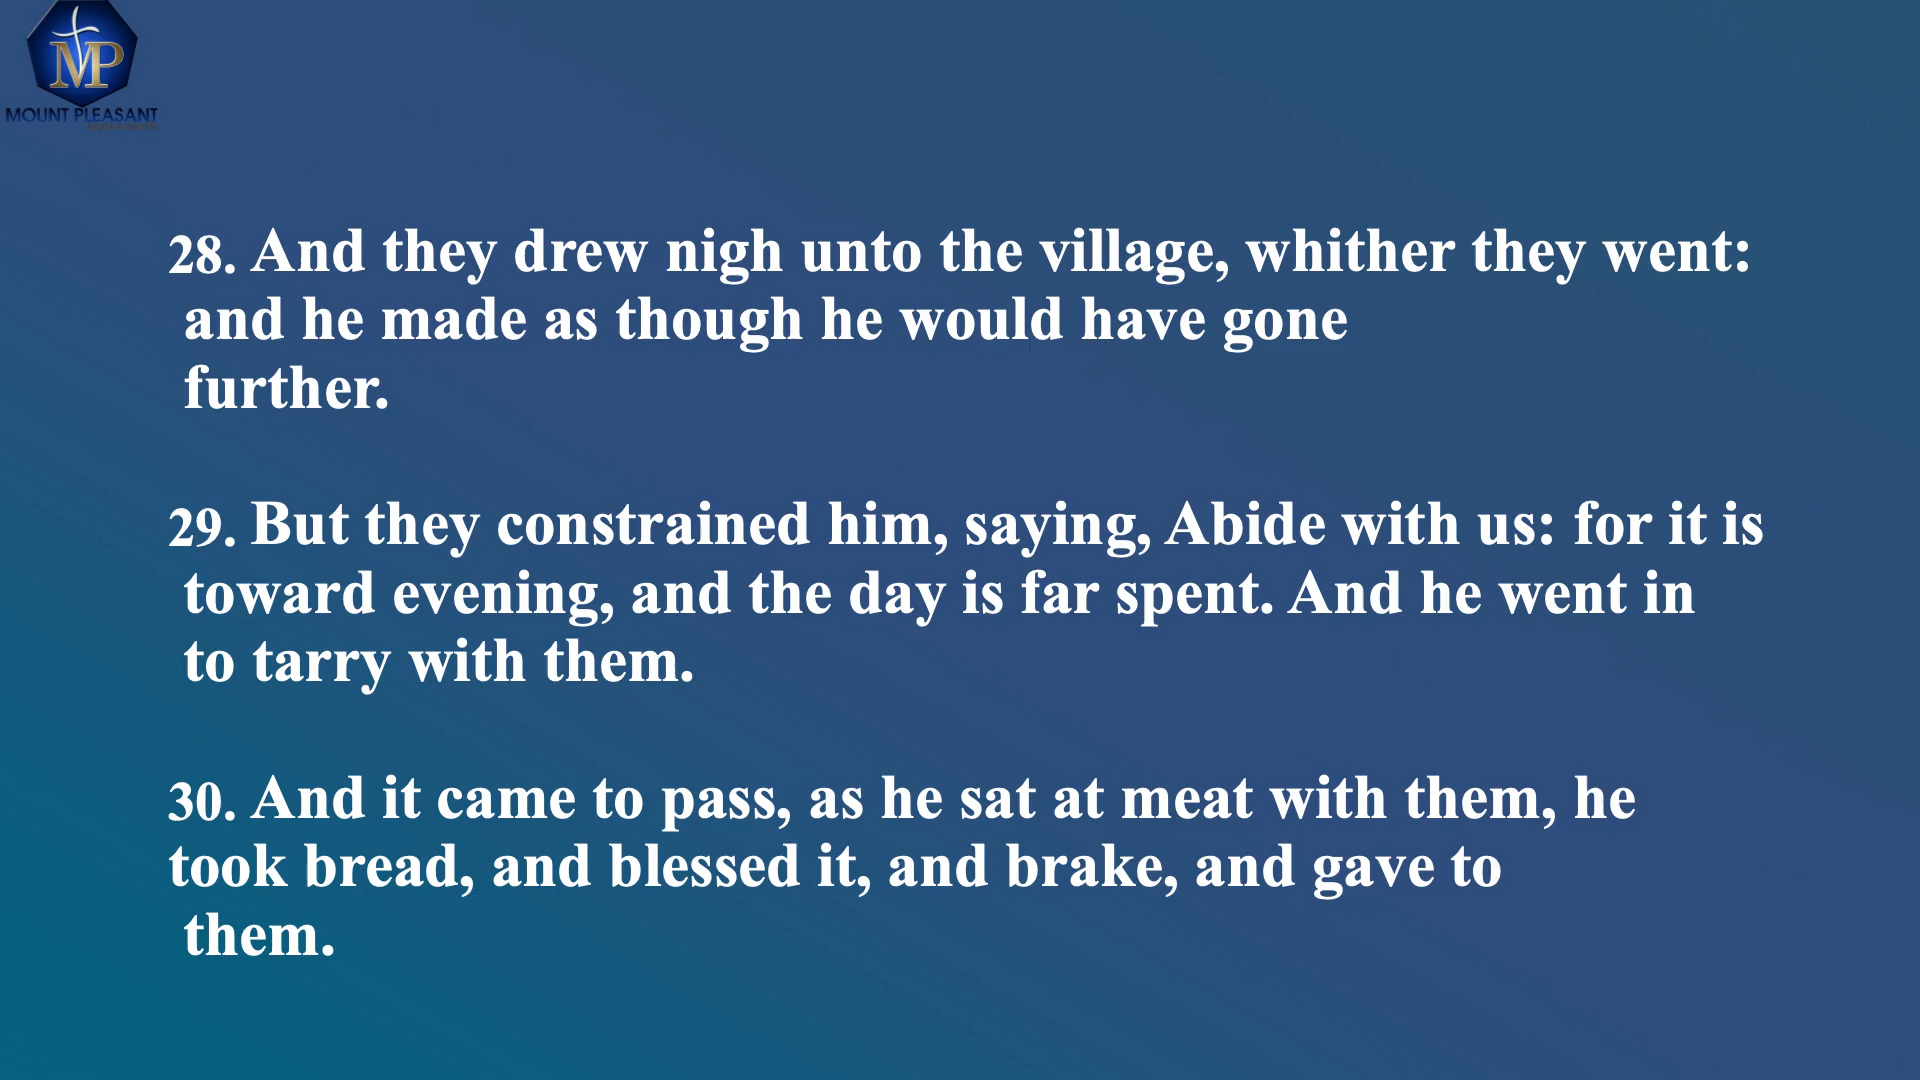 MP
MOUNT PLEASANT
28. And they drew nigh unto the village, whither they went:
and he made as though he would have gone
further.
29. But they constrained him, saying, Abide with us: for it is
toward evening, and the day is far spent. And he went in
to tarry with them.
30. And it came to pass, as he sat at meat with them, he
took bread, and blessed it, and brake, and gave to
them.